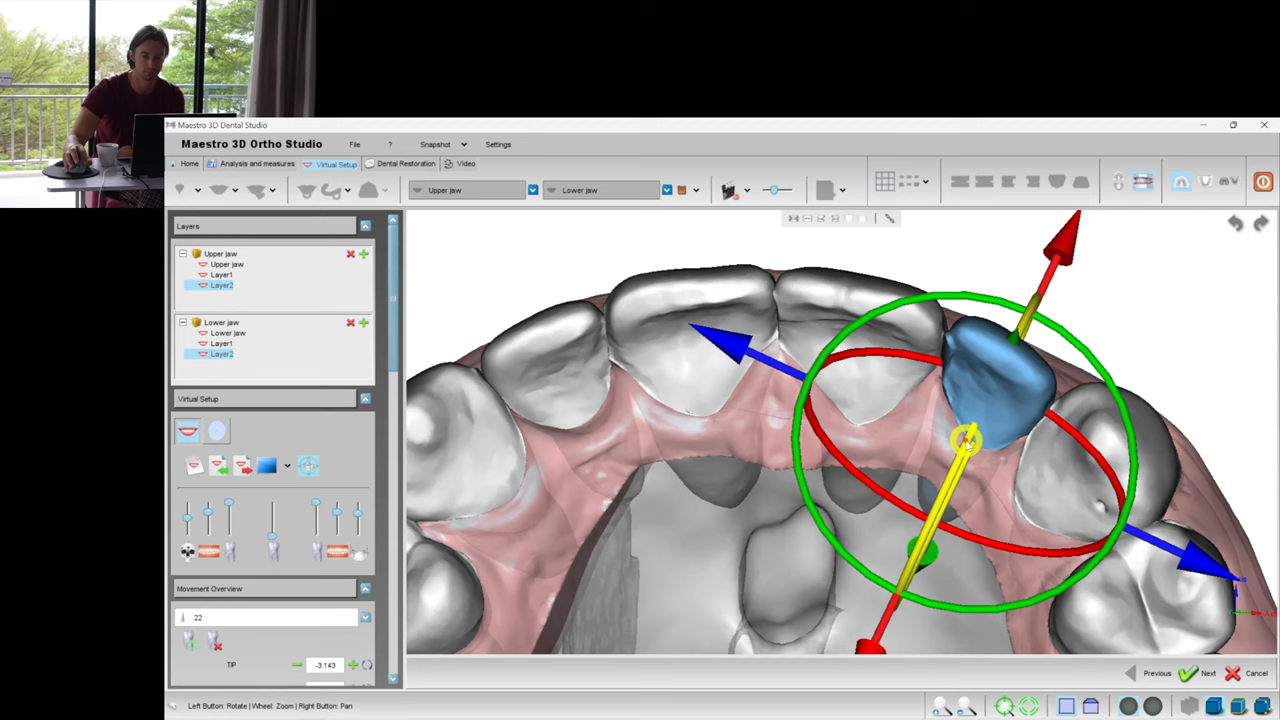 Maestro 3D Dental Studio
Maestro 3D Ortho Studio File ? Snapshot Settings
Home Analysis and measures Virtual Setup Dental Restoration Video
Upper jaw Lower jaw
Layers
Upper jaw
Upper jaw
Layer1
Layer2
Lower jaw
Lower jaw
Layer1
Layer2
Virtual Setup
Movement Overview
22
TIP -3.143
Previous Next Cancel
Left Button: Rotate | Wheel: Zoom | Right Button: Pan